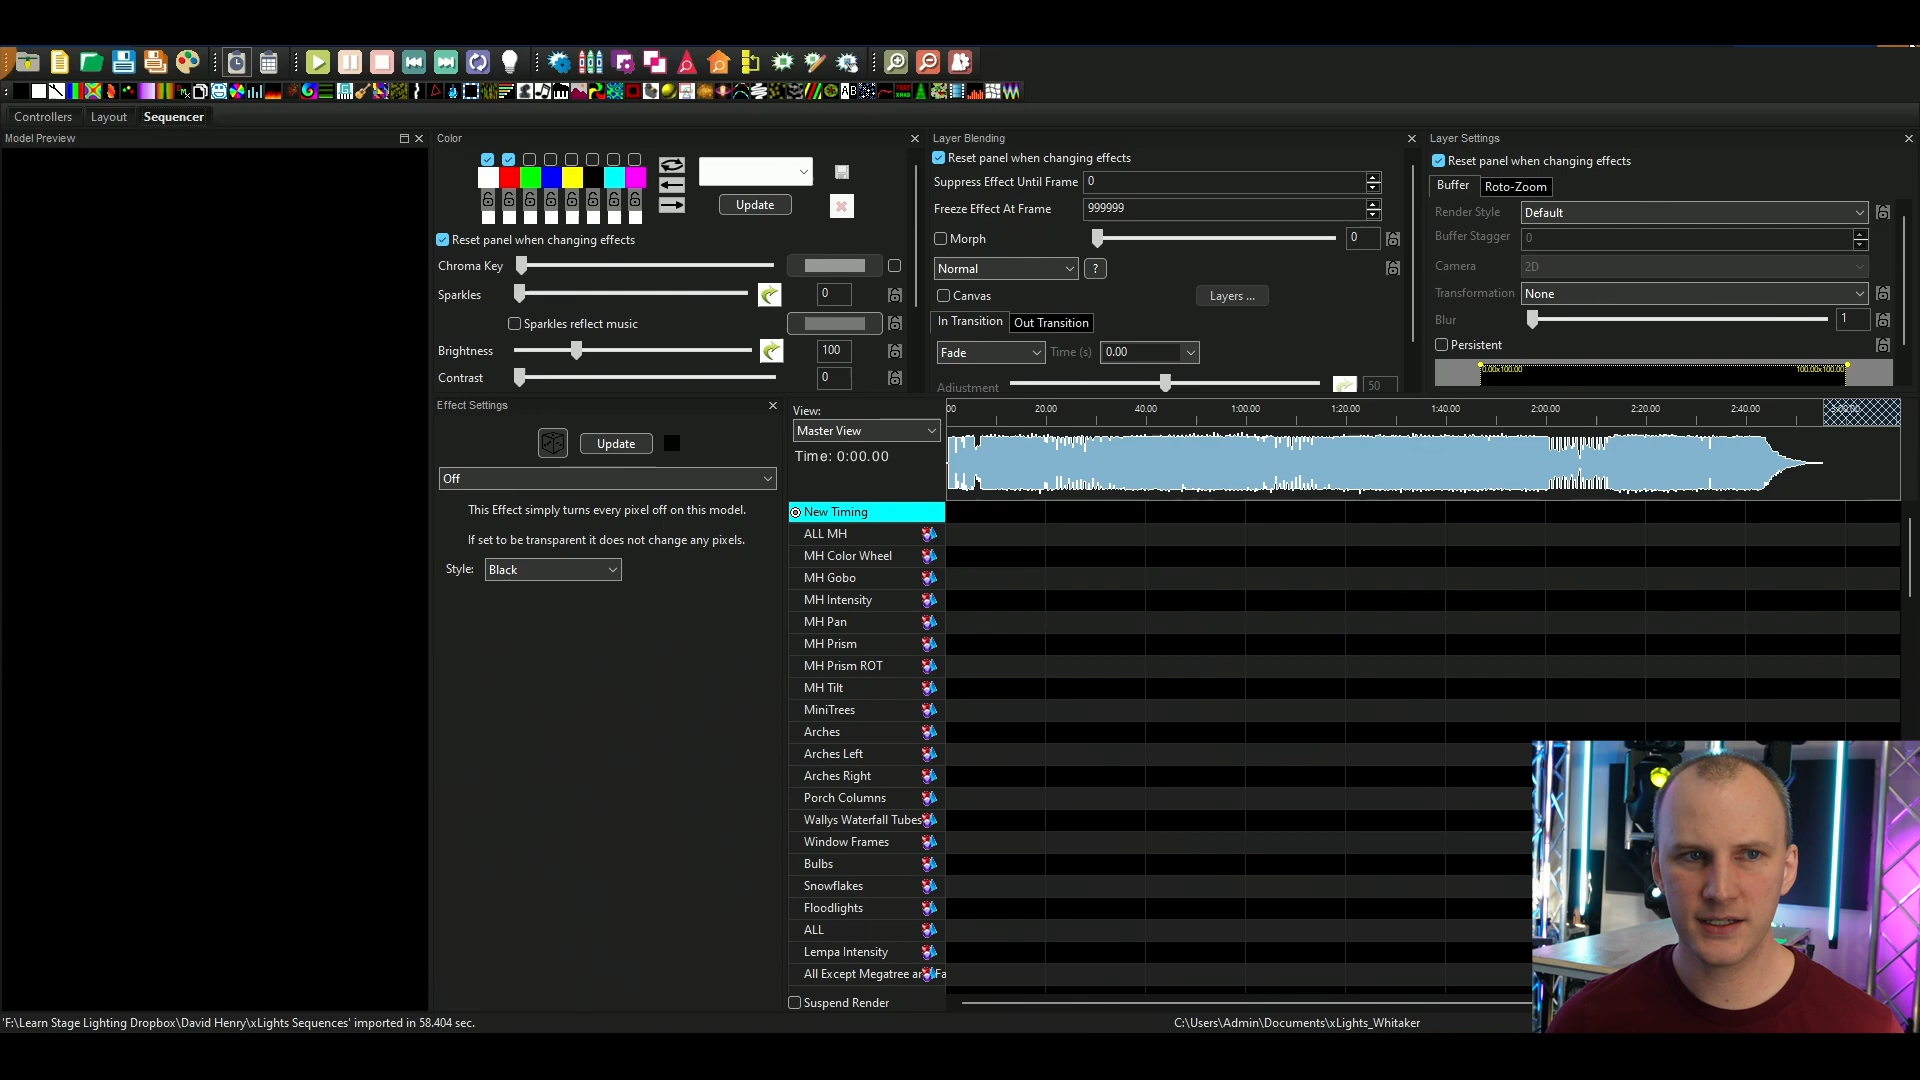 Controllers
Layout
Sequencer
Model Preview
Color
Update
Reset panel when changing effects
Chroma Key
Sparkles
0
Sparkles reflect music
Brightness
100
Contrast
0
Layer Blending
Reset panel when changing effects
Suppress Effect Until Frame
0
Freeze Effect At Frame
999999
Morph
0
Normal
?
Canvas
Layers ...
In Transition
Out Transition
Fade
Time (s)
0.00
Adjustment
50
Layer Settings
Reset panel when changing effects
Buffer
Roto-Zoom
Render Style
Default
Buffer Stagger
0
Camera
2D
Transformation
None
Blur
1
Persistent
0.00x100.00
100.00x100.00
Effect Settings
Update
Off
This Effect simply turns every pixel off on this model.
If set to be transparent it does not change any pixels.
Style:
Black
View:
Master View
Time: 0:00.00
00
20.00
40.00
1:00.00
1:20.00
1:40.00
2:00.00
2:20.00
2:40.00
New Timing
ALL MH
MH Color Wheel
MH Gobo
MH Intensity
MH Pan
MH Prism
MH Prism ROT
MH Tilt
MiniTrees
Arches
Arches Left
Arches Right
Porch Columns
Wallys Waterfall Tubes
Window Frames
Bulbs
Snowflakes
Floodlights
ALL
Lempa Intensity
All Except Megatree
Suspend Render
'F:\Learn Stage Lighting Dropbox\David Henry\xLights Sequences' imported in 58.404 sec.
C:\Users\Admin\Documents\xLights_Whitaker